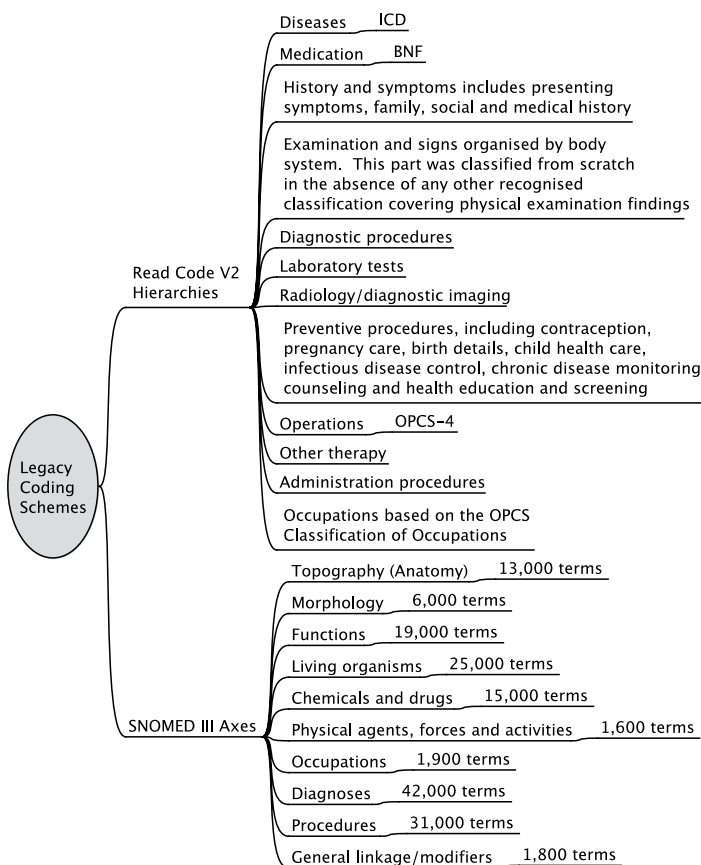 Diseases ICD
Medication BNF
History and symptoms includes presenting
symptoms, family, social and medical history
Examination and signs organised by body
system. This part was classified from scratch
in the absence of any other recognised
classification covering physical examination findings
Diagnostic procedures
Read Code V2
Hierarchies
Laboratory tests
Radiology/diagnostic imaging
Preventive procedures, including contraception,
pregnancy care, birth details, child health care,
infectious disease control, chronic disease monitoring
counseling and health education and screening
Operations OPCS-4
Other therapy
Administration procedures
Legacy
Coding
Schemes
Occupations based on the OPCS
Classification of Occupations
Topography (Anatomy) 13,000 terms
Morphology 6,000 terms
Functions 19,000 terms
Living organisms 25,000 terms
Chemicals and drugs 15,000 terms
SNOMED III Axes
Physical agents, forces and activities 1,600 terms
Occupations 1,900 terms
Diagnoses 42,000 terms
Procedures 31,000 terms
General linkage/modifiers 1,800 terms